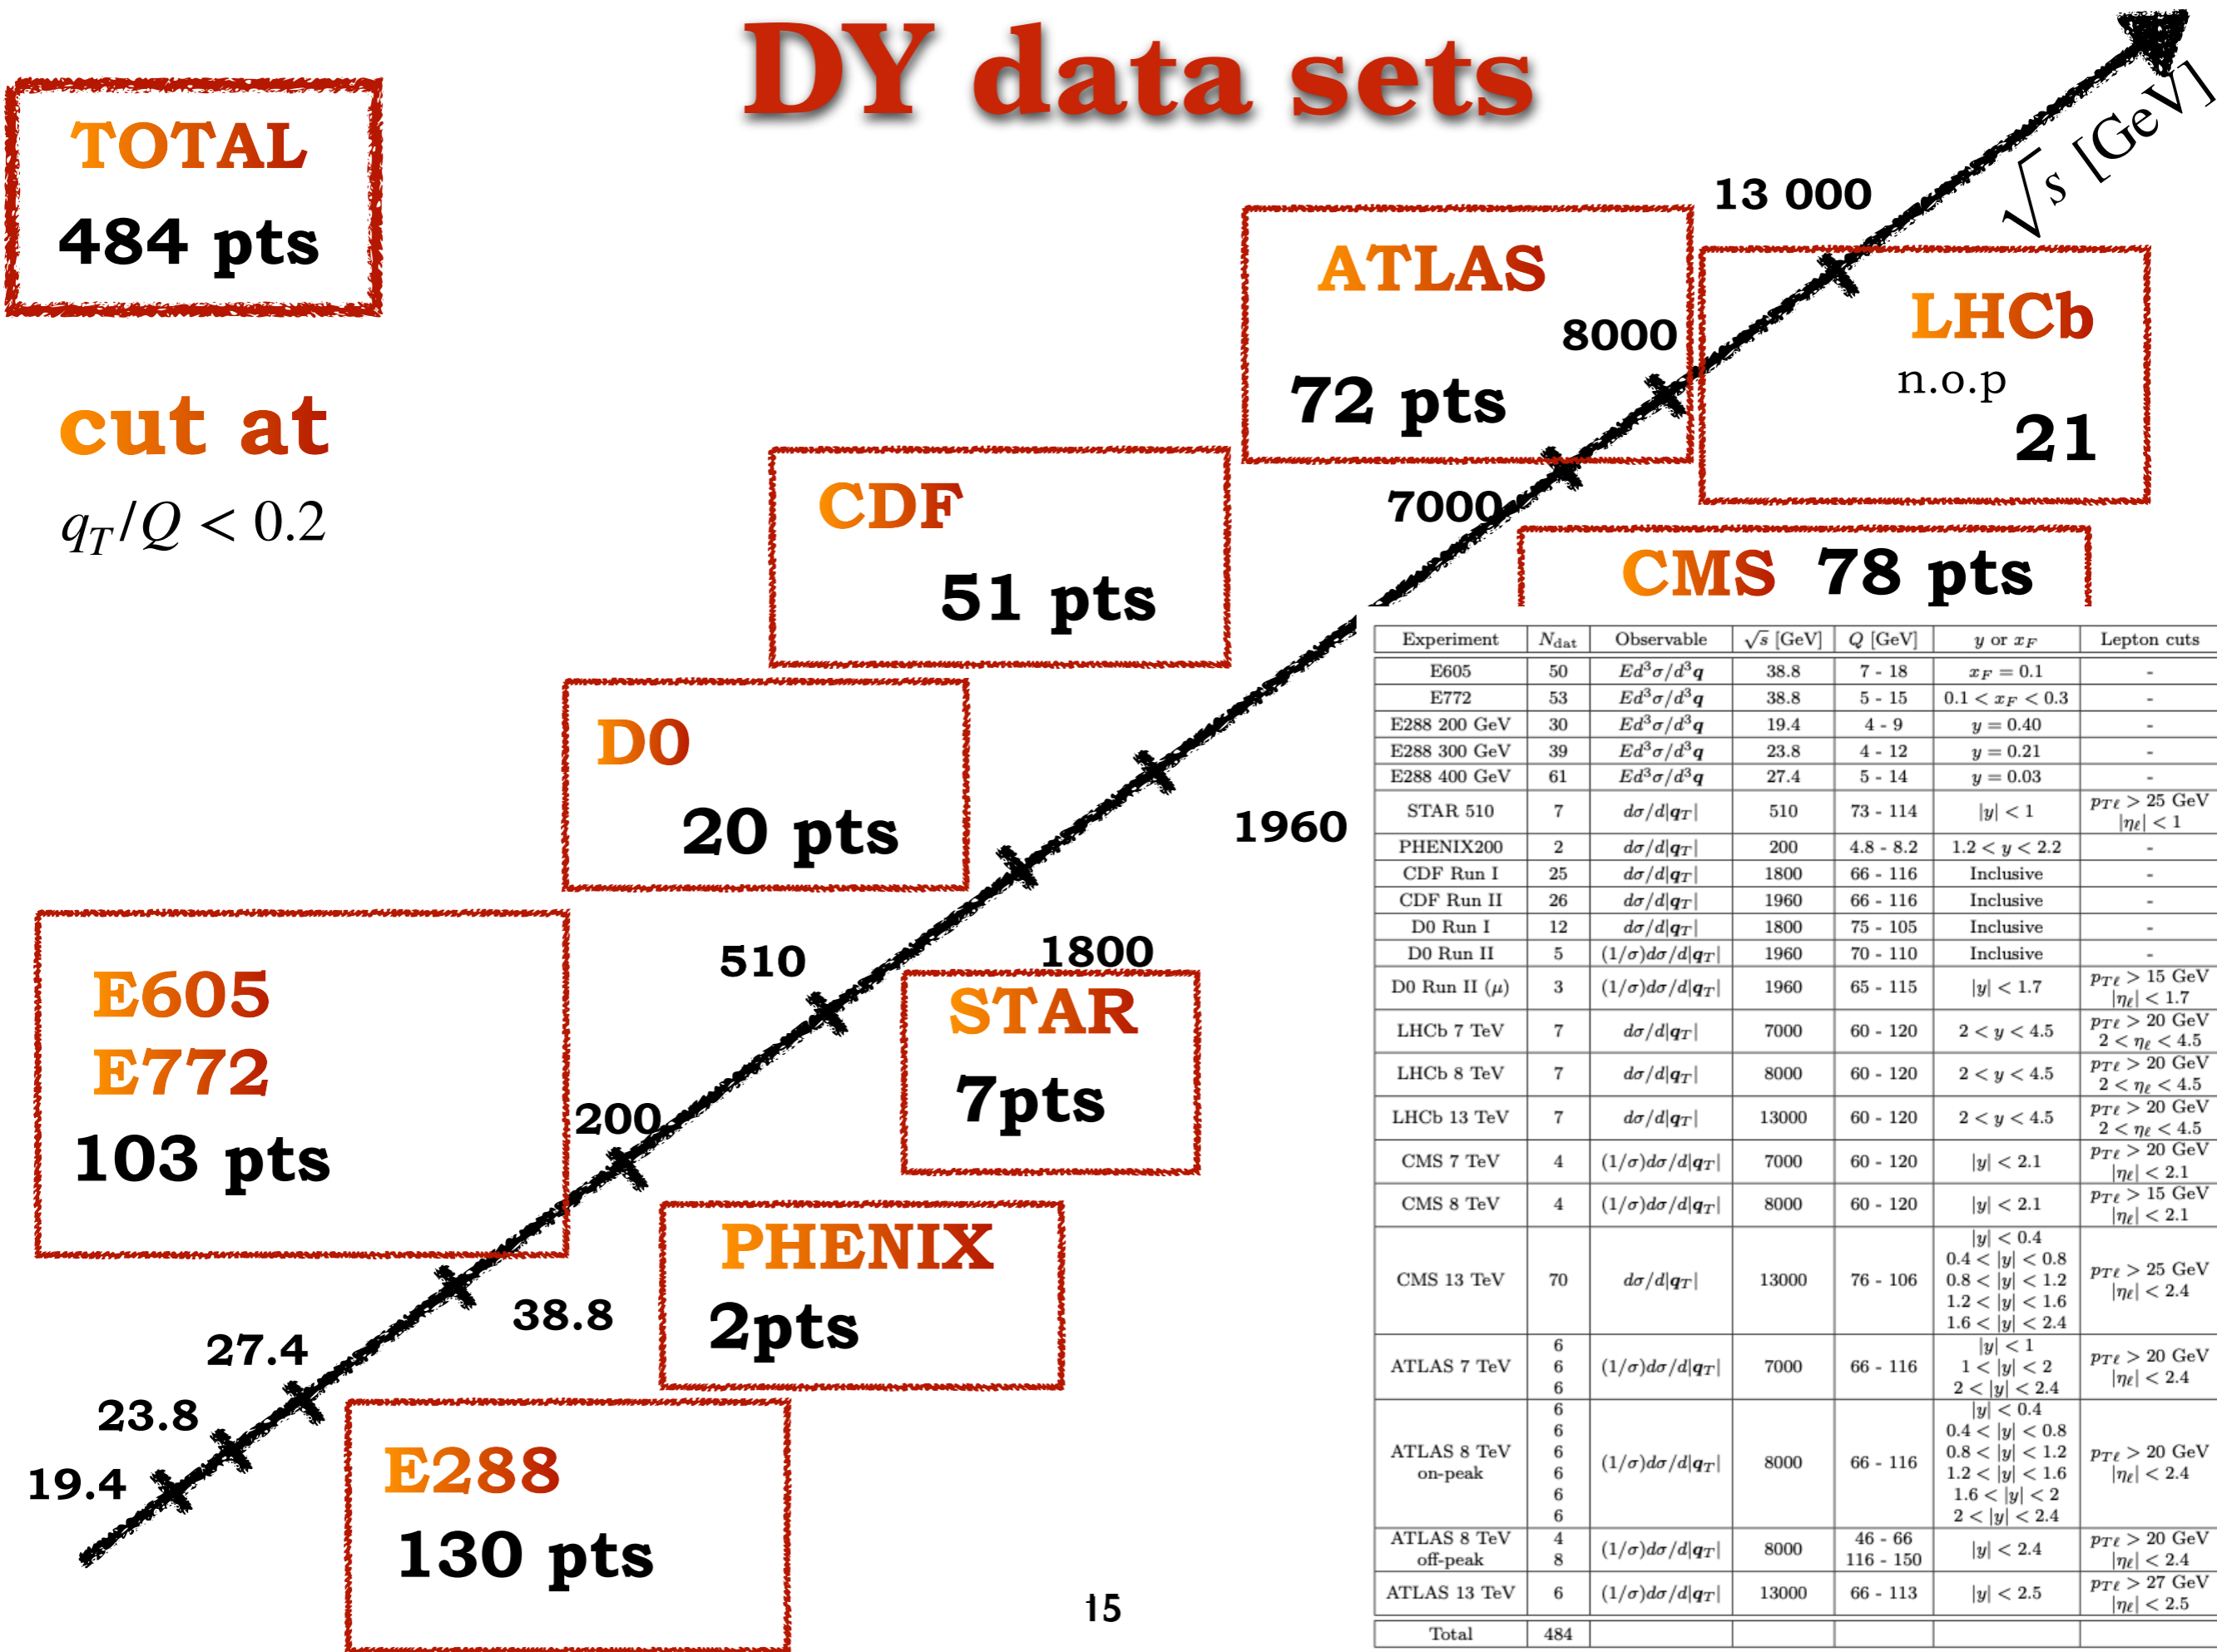 DY data sets
TOTAL
484 pts
cut at
q_T/Q < 0.2
√s [GeV]
13 000
ATLAS
72 pts
8000
LHCb
n.o.p
21
7000
CMS 78 pts
CDF
51 pts
1960
D0
20 pts
1800
510
STAR
7pts
E605
E772
103 pts
200
PHENIX
2pts
38.8
27.4
23.8
19.4
E288
130 pts
15
Experiment N_dat Observable √s [GeV] Q [GeV] y or x_F Lepton cuts
E605 50 Ed³σ/d³q 38.8 7 - 18 x_F = 0.1 -
E772 53 Ed³σ/d³q 38.8 5 - 15 0.1 < x_F < 0.3 -
E288 200 GeV 30 Ed³σ/d³q 19.4 4 - 9 y = 0.40 -
E288 300 GeV 39 Ed³σ/d³q 23.8 4 - 12 y = 0.21 -
E288 400 GeV 61 Ed³σ/d³q 27.4 5 - 14 y = 0.03 -
STAR 510 7 dσ/d|q_T| 510 73 - 114 |y| < 1 p_Tℓ > 25 GeV
|η_ℓ| < 1
PHENIX200 2 dσ/d|q_T| 200 4.8 - 8.2 1.2 < y < 2.2 -
CDF Run I 25 dσ/d|q_T| 1800 66 - 116 Inclusive -
CDF Run II 26 dσ/d|q_T| 1960 66 - 116 Inclusive -
D0 Run I 12 dσ/d|q_T| 1800 75 - 105 Inclusive -
D0 Run II 5 (1/σ)dσ/d|q_T| 1960 70 - 110 Inclusive -
D0 Run II (μ) 3 (1/σ)dσ/d|q_T| 1960 65 - 115 |y| < 1.7 p_Tℓ > 15 GeV
|η_ℓ| < 1.7
LHCb 7 TeV 7 dσ/d|q_T| 7000 60 - 120 2 < y < 4.5 p_Tℓ > 20 GeV
2 < η_ℓ < 4.5
LHCb 8 TeV 7 dσ/d|q_T| 8000 60 - 120 2 < y < 4.5 p_Tℓ > 20 GeV
2 < η_ℓ < 4.5
LHCb 13 TeV 7 dσ/d|q_T| 13000 60 - 120 2 < y < 4.5 p_Tℓ > 20 GeV
2 < η_ℓ < 4.5
CMS 7 TeV 4 (1/σ)dσ/d|q_T| 7000 60 - 120 |y| < 2.1 p_Tℓ > 20 GeV
|η_ℓ| < 2.1
CMS 8 TeV 4 (1/σ)dσ/d|q_T| 8000 60 - 120 |y| < 2.1 p_Tℓ > 15 GeV
|η_ℓ| < 2.1
CMS 13 TeV 70 dσ/d|q_T| 13000 76 - 106
|y| < 0.4
0.4 < |y| < 0.8
0.8 < |y| < 1.2
1.2 < |y| < 1.6
1.6 < |y| < 2.4
p_Tℓ > 25 GeV
|η_ℓ| < 2.4
ATLAS 7 TeV
6
6
6
(1/σ)dσ/d|q_T| 7000 66 - 116
|y| < 1
1 < |y| < 2
2 < |y| < 2.4
p_Tℓ > 20 GeV
|η_ℓ| < 2.4
ATLAS 8 TeV
on-peak
6
6
6
6
6
6
(1/σ)dσ/d|q_T| 8000 66 - 116
|y| < 0.4
0.4 < |y| < 0.8
0.8 < |y| < 1.2
1.2 < |y| < 1.6
1.6 < |y| < 2
2 < |y| < 2.4
p_Tℓ > 20 GeV
|η_ℓ| < 2.4
ATLAS 8 TeV
off-peak
4
8
(1/σ)dσ/d|q_T| 8000
46 - 66
116 - 150
|y| < 2.4
p_Tℓ > 20 GeV
|η_ℓ| < 2.4
ATLAS 13 TeV 6 (1/σ)dσ/d|q_T| 13000 66 - 113 |y| < 2.5 p_Tℓ > 27 GeV
|η_ℓ| < 2.5
Total 484